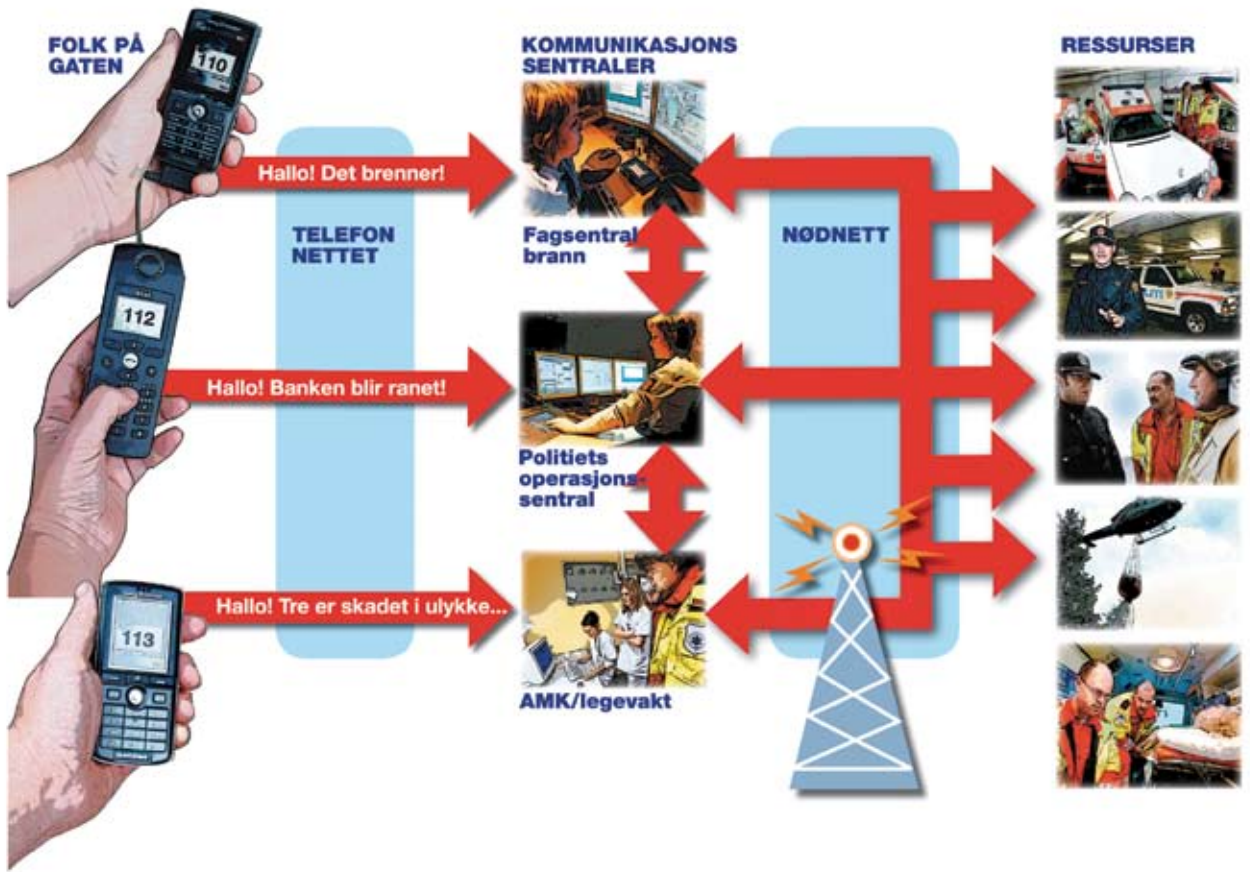 FOLK PÅ
GATEN
110
KOMMUNIKASJONS
SENTRALER
RESSURSER
Hallo! Det brenner!
TELEFON
NETTET
Fagsentral
brann
NØDNETT
112
Hallo! Banken blir ranet!
Politiets
operasjons-
sentral
113
Hallo! Tre er skadet i ulykke...
AMK/legevakt